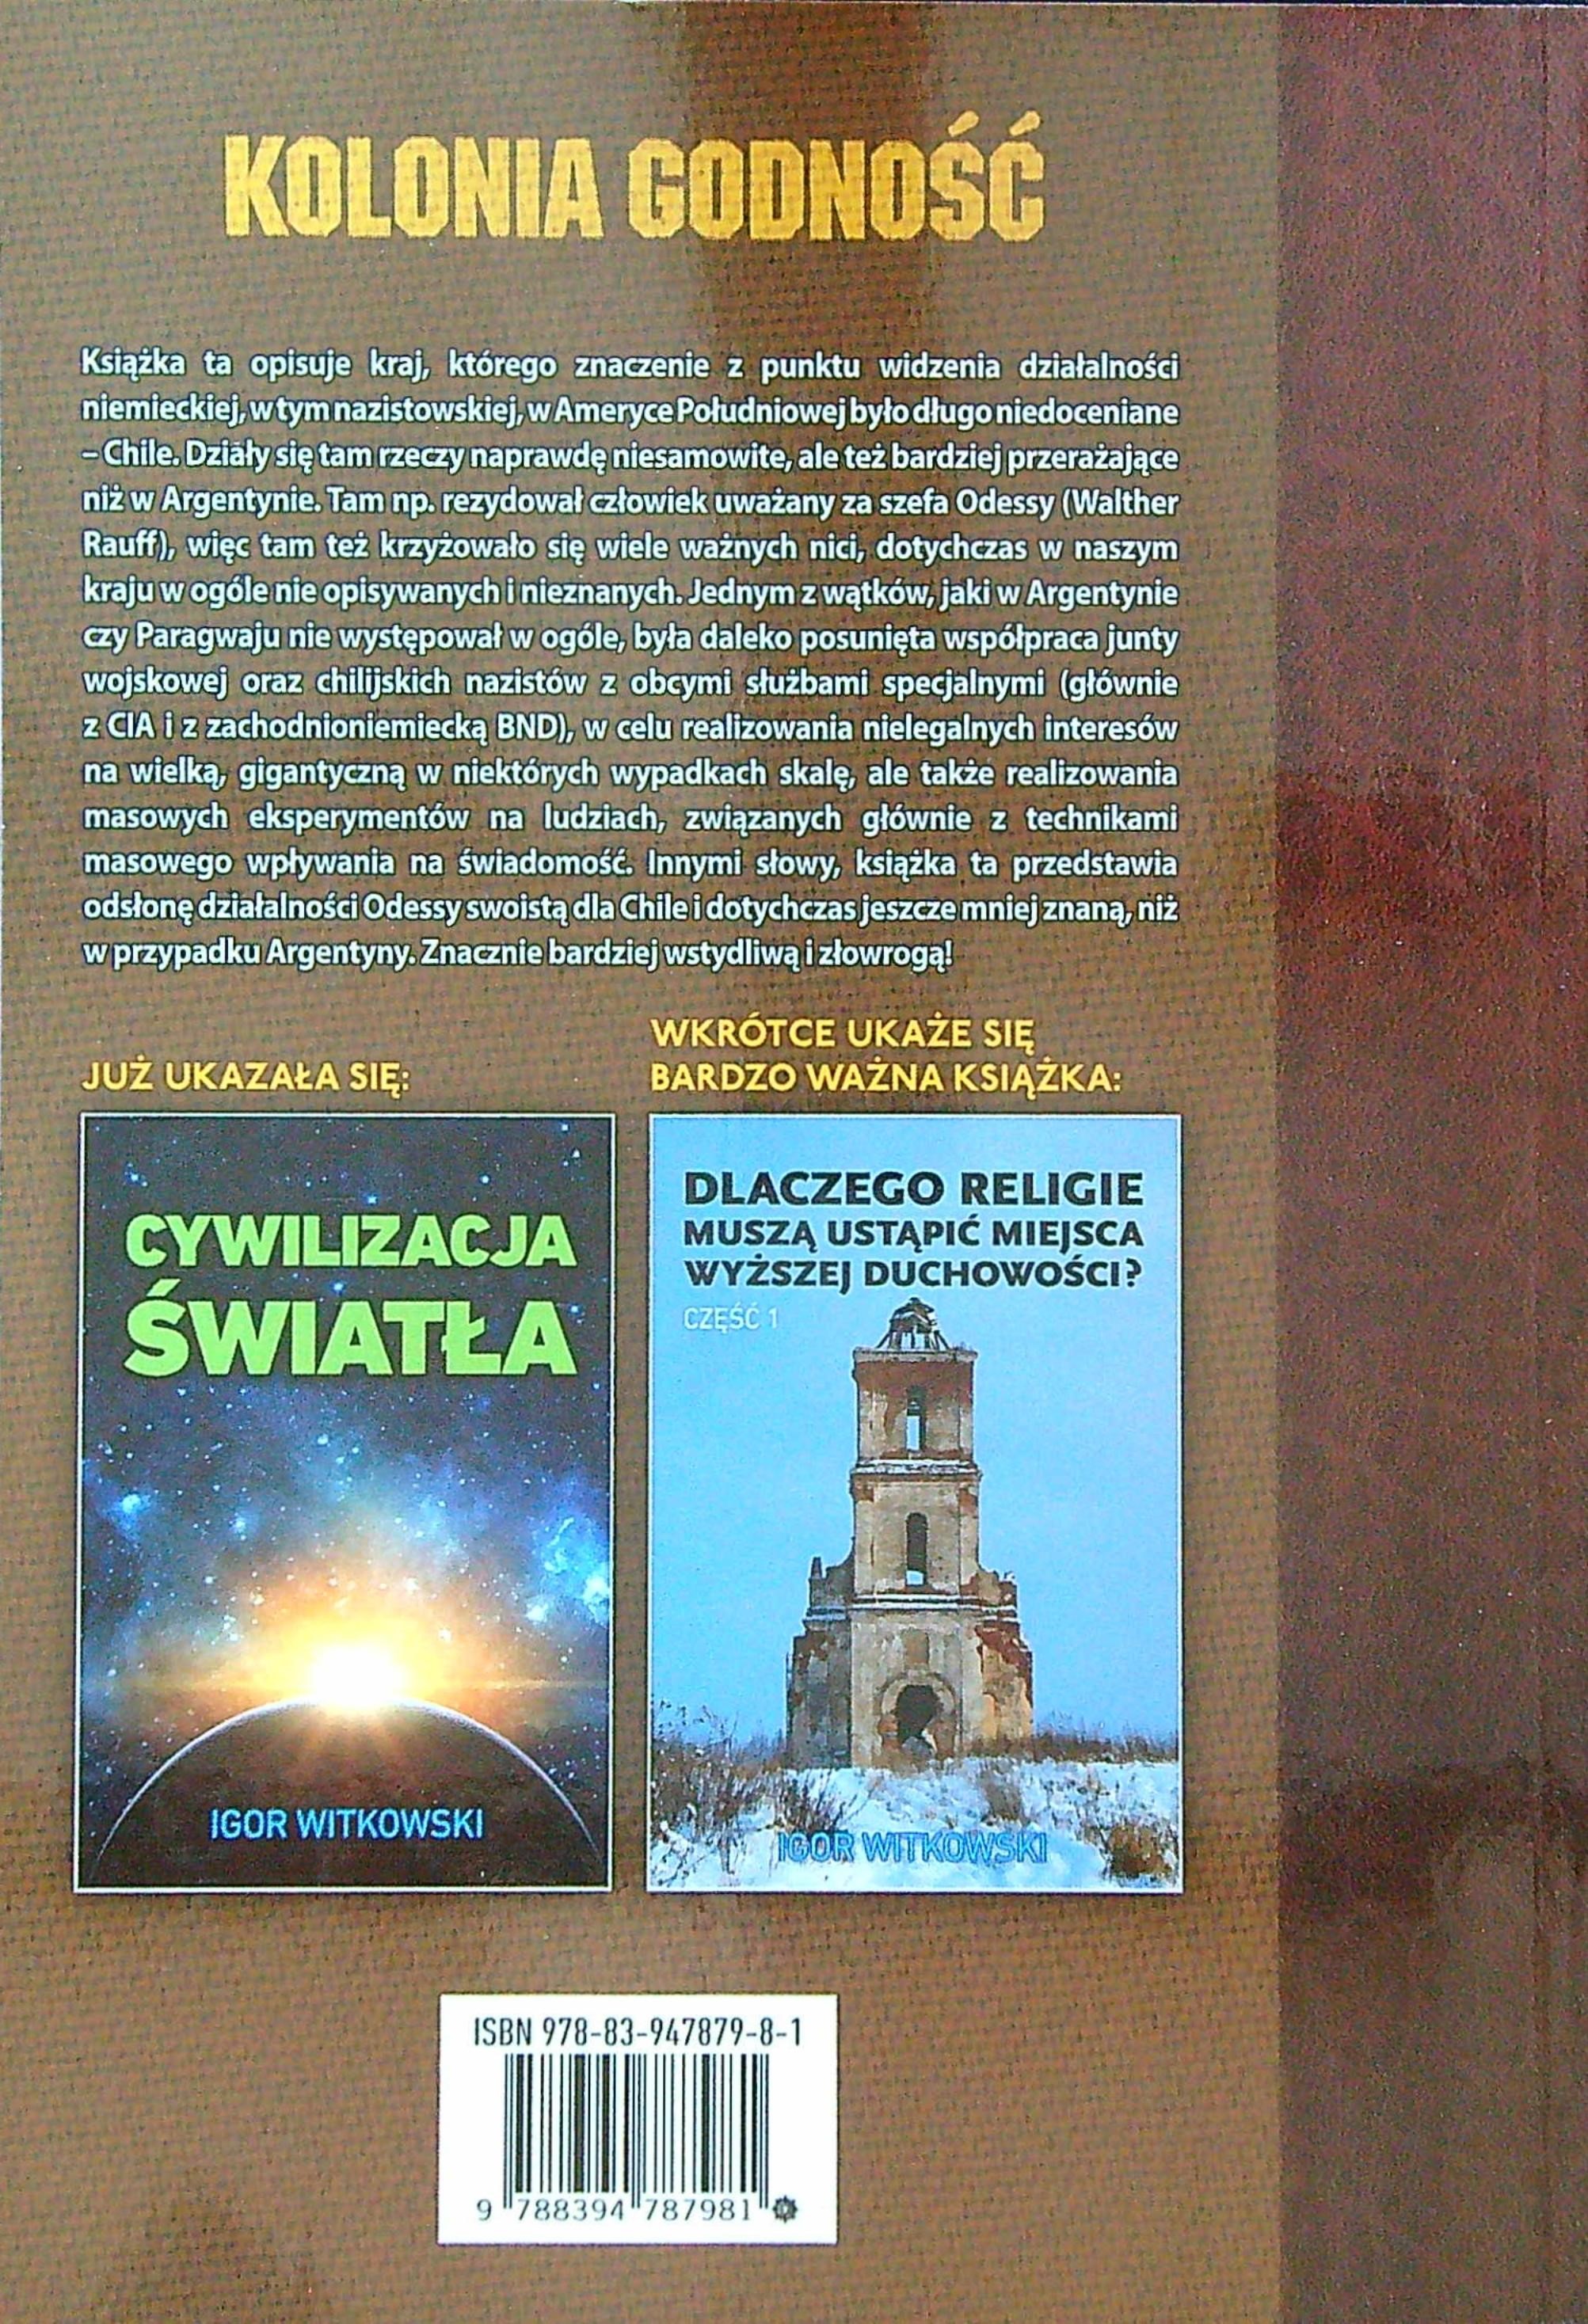 KOLONIA GODNOŚĆ
Książka ta opisuje kraj, którego znaczenie z punktu widzenia działalności
niemieckiej, w tym nazistowskiej, w Ameryce Południowej było długo niedoceniane
– Chile. Działy się tam rzeczy naprawdę niesamowite, ale też bardziej przerażające
niż w Argentynie. Tam np. rezydował człowiek uważany za szefa Odessy (Walther
Rauff), więc tam też krzyżowało się wiele ważnych nici, dotychczas w naszym
kraju w ogóle nie opisywanych i nieznanych. Jednym z wątków, jaki w Argentynie
czy Paragwaju nie występował w ogóle, była daleko posunięta współpraca junty
wojskowej oraz chilijskich nazistów z obcymi służbami specjalnymi (głównie
z CIA i z zachodnioniemiecką BND), w celu realizowania nielegalnych interesów
na wielką, gigantyczną w niektórych wypadkach skalę, ale także realizowania
masowych eksperymentów na ludziach, związanych głównie z technikami
masowego wpływania na świadomość. Innymi słowy, książka ta przedstawia
odsłonę działalności Odessy swoistą dla Chile i dotychczas jeszcze mniej znaną, niż
w przypadku Argentyny. Znacznie bardziej wstydliwą i złowrogą!
JUŻ UKAZAŁA SIĘ:
CYWILIZACJA
ŚWIATŁA
IGOR WITKOWSKI
WKRÓTCE UKAŻE SIĘ
BARDZO WAŻNA KSIĄŻKA:
DLACZEGO RELIGIE
MUSZĄ USTĄPIĆ MIEJSCA
WYŻSZEJ DUCHOWOŚCI?
CZĘŚĆ 1
IGOR WITKOWSKI
ISBN 978-83-947879-8-1
9 788394 787981